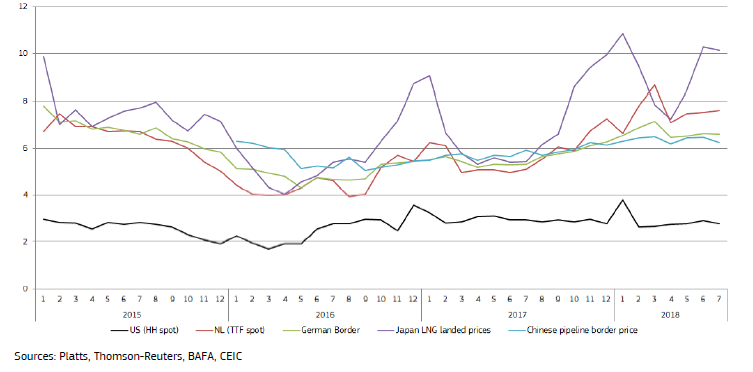 12
10
8
6
4
2
0
1 2 3 4 5 6 7 8 9 10 11 12 1 2 3 4 5 6 7 8 9 10 11 12 1 2 3 4 5 6 7 8 9 10 11 12 1 2 3 4 5 6 7
2015 2016 2017 2018
US (HH spot) NL (TTF spot) German Border Japan LNG landed prices Chinese pipeline border price
Sources: Platts, Thomson-Reuters, BAFA, CEIC